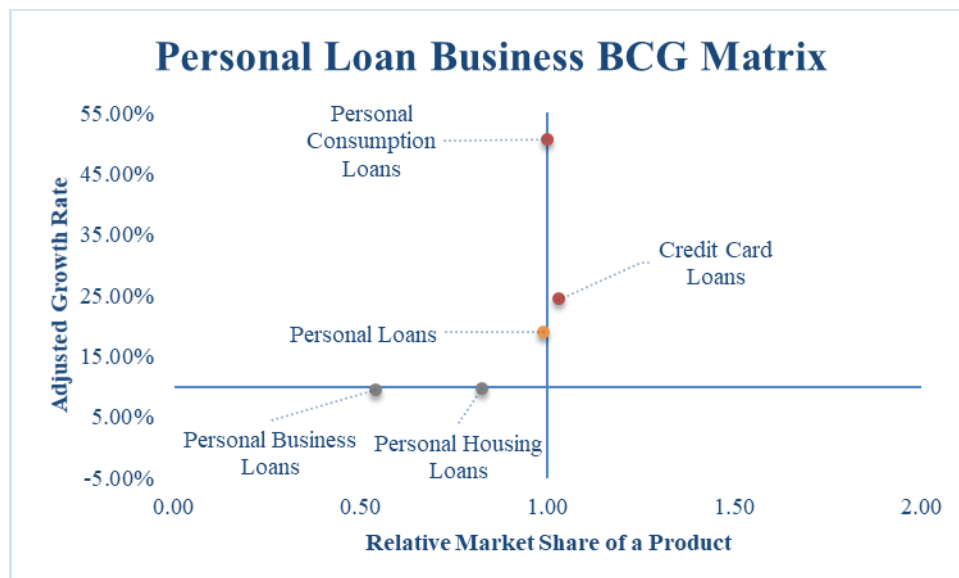 Personal Loan Business BCG Matrix
55.00%
45.00%
35.00%
25.00%
15.00%
5.00%
-5.00%
Adjusted Growth Rate
Personal
Consumption
Loans
Credit Card
Loans
Personal Loans
Personal Business
Loans
Personal Housing
Loans
0.00
0.50
1.00
1.50
2.00
Relative Market Share of a Product